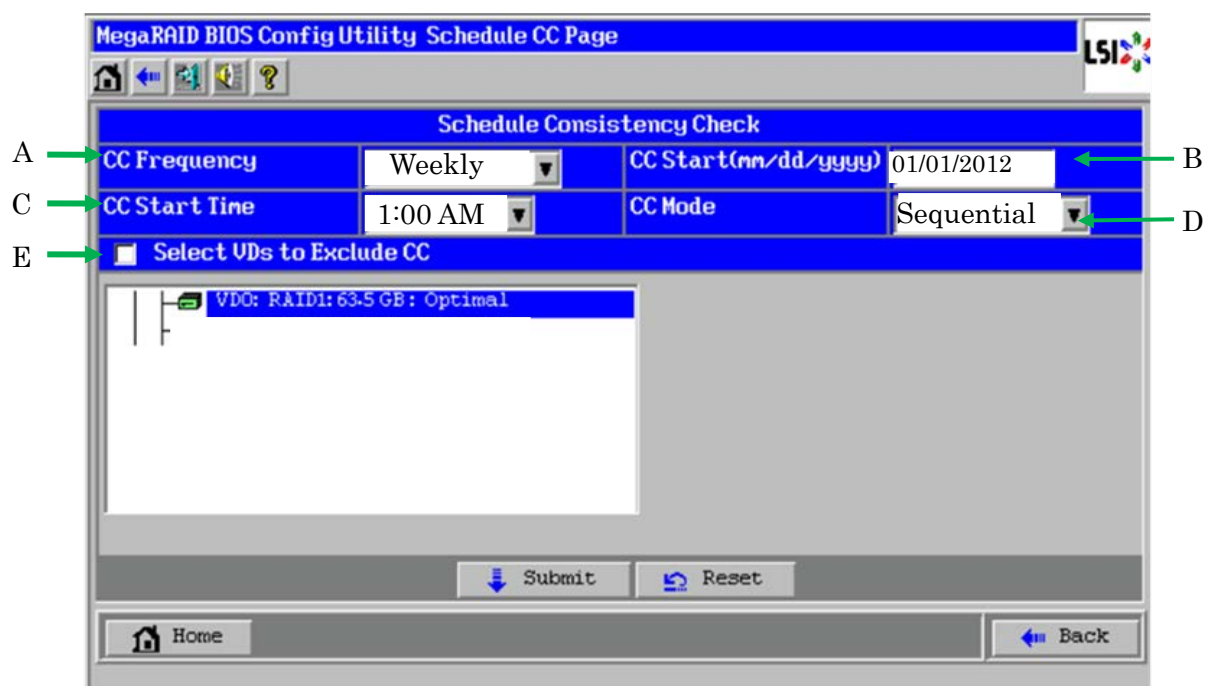 MegaRAID BIOS Config Utility Schedule CC Page
LSI
Schedule Consistency Check
A CC Frequency Weekly CC Start(mm/dd/yyyy) 01/01/2012 B
C CC Start Time 1:00 AM CC Mode Sequential D
E Select VDs to Exclude CC
VD0: RAID1: 63.5 GB: Optimal
Submit Reset
Home Back